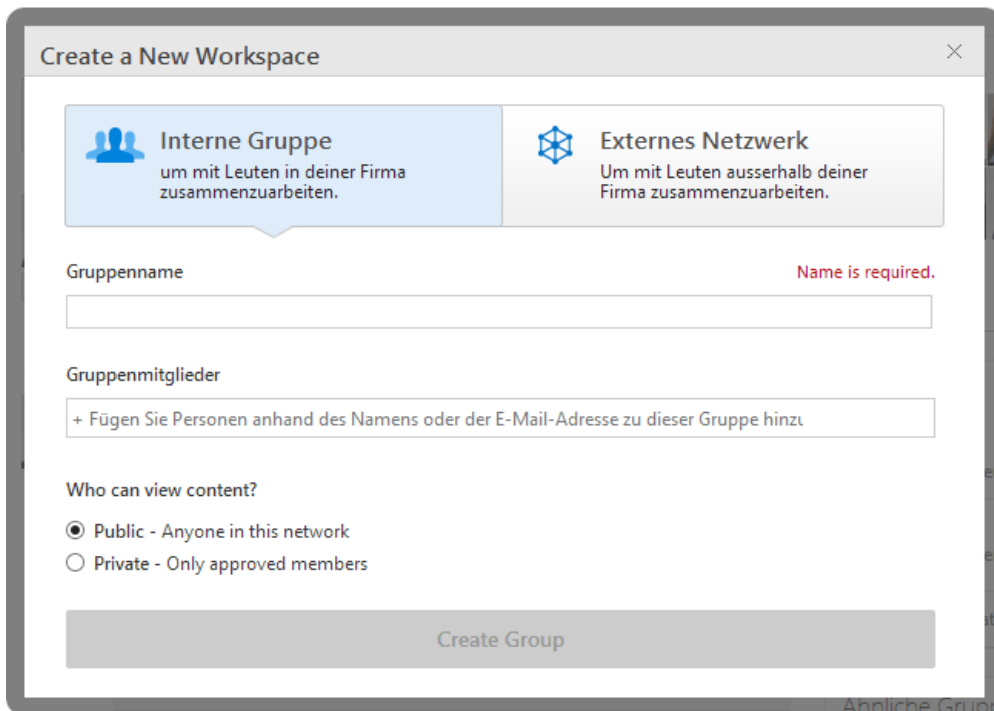 Create a New Workspace
Interne Gruppe
um mit Leuten in deiner Firma
zusammenzuarbeiten.
Externes Netzwerk
Um mit Leuten ausserhalb deiner
Firma zusammenzuarbeiten.
Gruppenname
Name is required.
Gruppenmitglieder
+ Fügen Sie Personen anhand des Namens oder der E-Mail-Adresse zu dieser Gruppe hinzu
Who can view content?
Public - Anyone in this network
Private - Only approved members
Create Group
Ähnliche Grupp